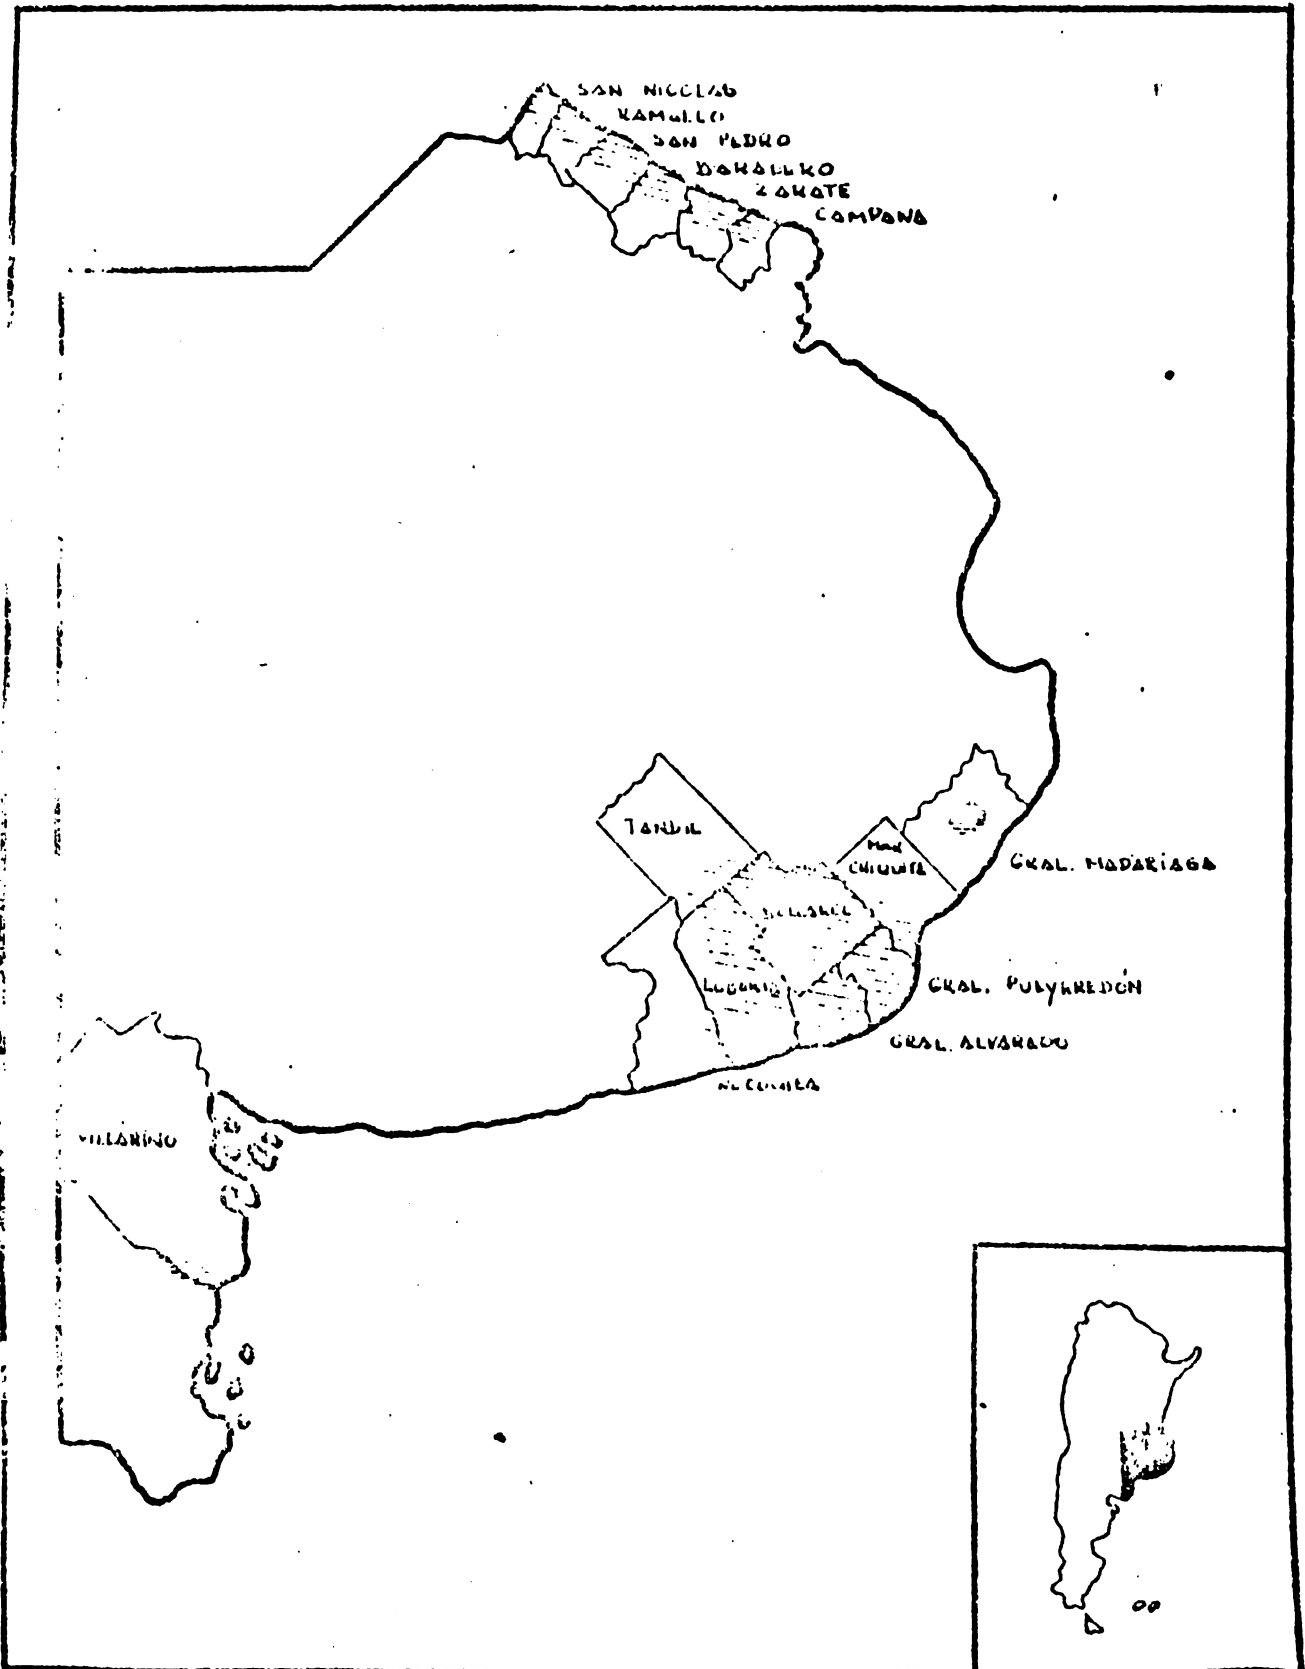 SAN NICOLAS
RAMALLO
SAN PEDRO
BARADERO
ZARATE
CAMPANA
TANDIL
MAR
CHIQUITA
GRAL. MADARIAGA
BALCARCE
LOBERIA
GRAL. PUEYRREDÓN
GRAL. ALVARADO
NECOCHEA
VILLARINO